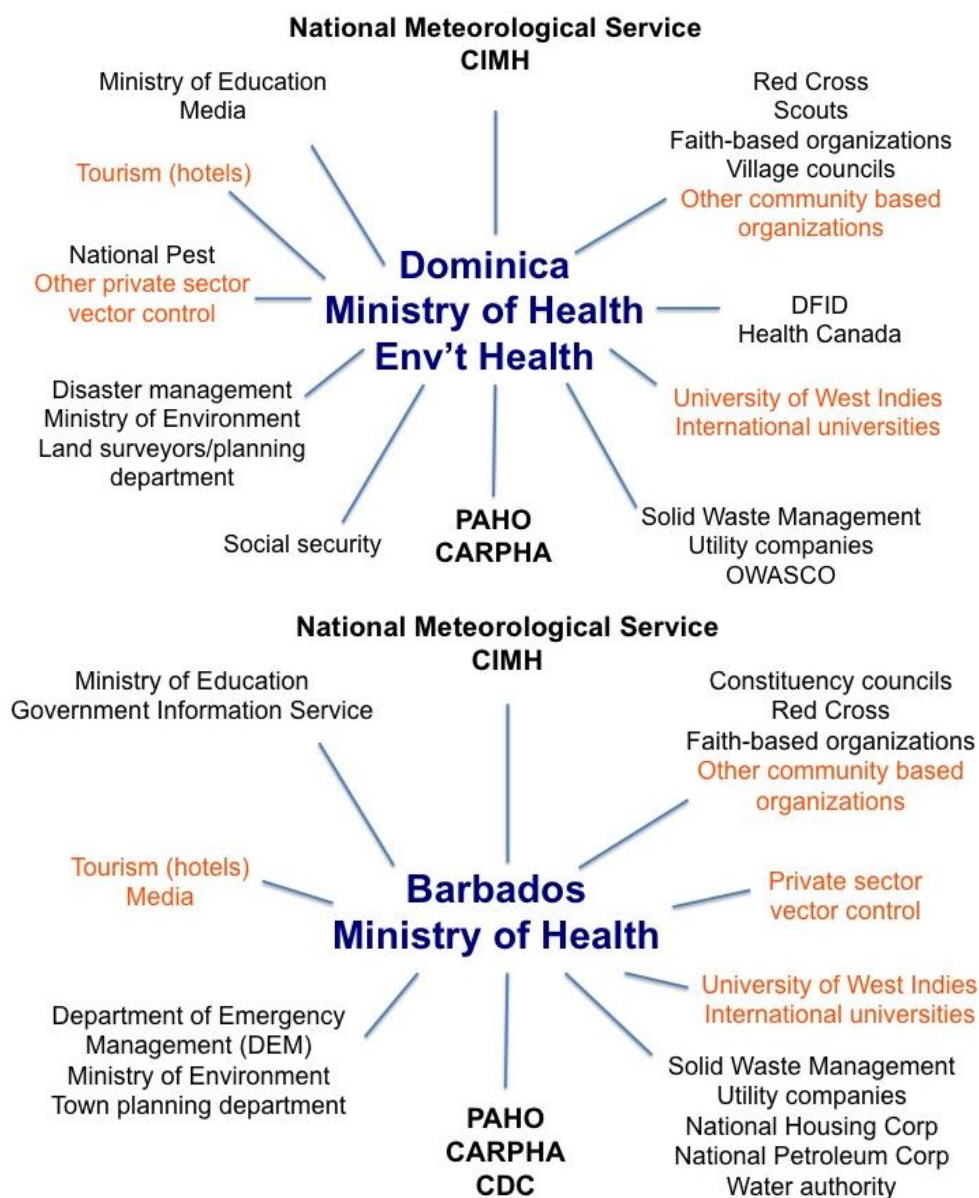 National Meteorological Service
CIMH
Ministry of Education
Media
Red Cross
Scouts
Faith-based organizations
Village councils
Other community based
organizations
Tourism (hotels)
National Pest
Other private sector
vector control
Dominica
Ministry of Health
Env't Health
DFID
Health Canada
Disaster management
Ministry of Environment
Land surveyors/planning
department
University of West Indies
International universities
Social security
PAHO
CARPHA
Solid Waste Management
Utility companies
OWASCO
National Meteorological Service
CIMH
Ministry of Education
Government Information Service
Constituency councils
Red Cross
Faith-based organizations
Other community based
organizations
Tourism (hotels)
Media
Barbados
Ministry of Health
Private sector
vector control
University of West Indies
International universities
Department of Emergency
Management (DEM)
Ministry of Environment
Town planning department
PAHO
CARPHA
CDC
Solid Waste Management
Utility companies
National Housing Corp
National Petroleum Corp
Water authority